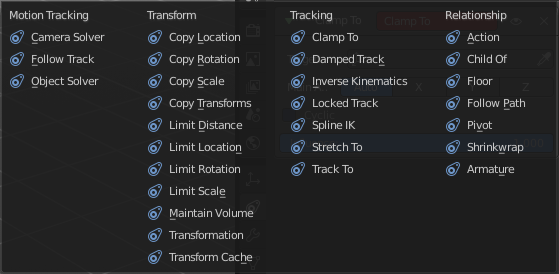 Motion Tracking
Camera Solver
Follow Track
Object Solver
Transform
Copy Location
Copy Rotation
Copy Scale
Copy Transforms
Limit Distance
Limit Location
Limit Rotation
Limit Scale
Maintain Volume
Transformation
Transform Cache
Tracking
Clamp To
Damped Track
Inverse Kinematics
Locked Track
Spline IK
Stretch To
Track To
Relationship
Action
Child Of
Floor
Follow Path
Pivot
Shrinkwrap
Armature
Clamp To